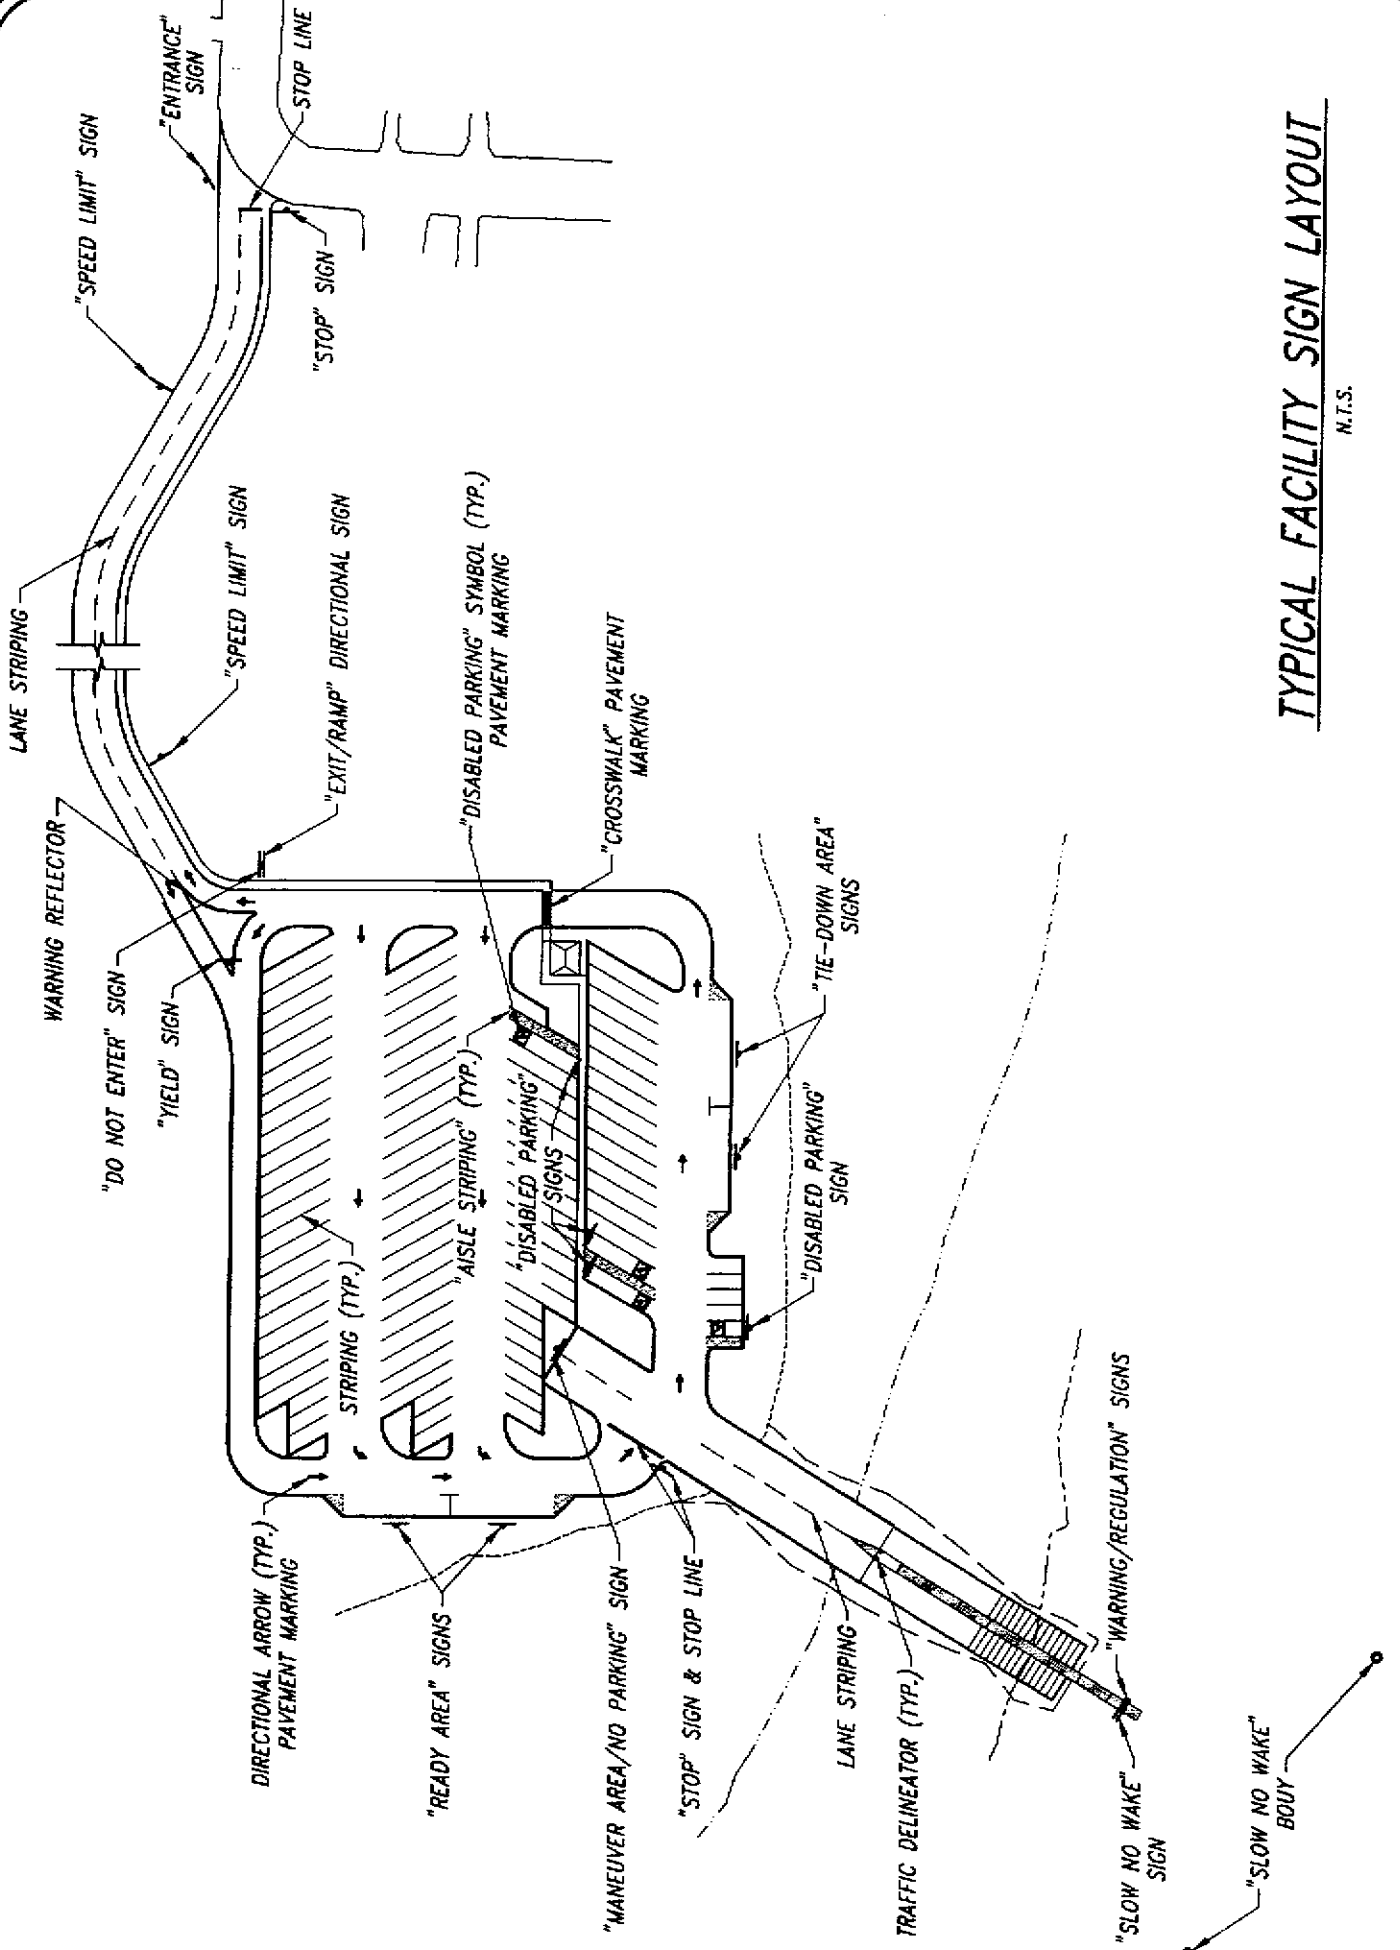 "ENTRANCE"
SIGN
STOP LINE
"SPEED LIMIT" SIGN
"STOP" SIGN
LANE STRIPING
"SPEED LIMIT" SIGN
"EXIT/RAMP" DIRECTIONAL SIGN
"DISABLED PARKING" SYMBOL (TYP.)
PAVEMENT MARKING
"CROSSWALK" PAVEMENT
MARKING
WARNING REFLECTOR
"DO NOT ENTER" SIGN
"YIELD" SIGN
"TIE-DOWN AREA"
SIGNS
"AISLE STRIPING" (TYP.)
"DISABLED PARKING"
SIGNS
"DISABLED PARKING"
SIGN
STRIPING (TYP.)
DIRECTIONAL ARROW (TYP.)
PAVEMENT MARKING
"READY AREA" SIGNS
"MANEUVER AREA/NO PARKING" SIGN
"STOP" SIGN & STOP LINE
LANE STRIPING
TRAFFIC DELINEATOR (TYP.)
"WARNING/REGULATION" SIGNS
"SLOW NO WAKE"
SIGN
"SLOW NO WAKE"
BOUY
TYPICAL FACILITY SIGN LAYOUT
N.T.S.